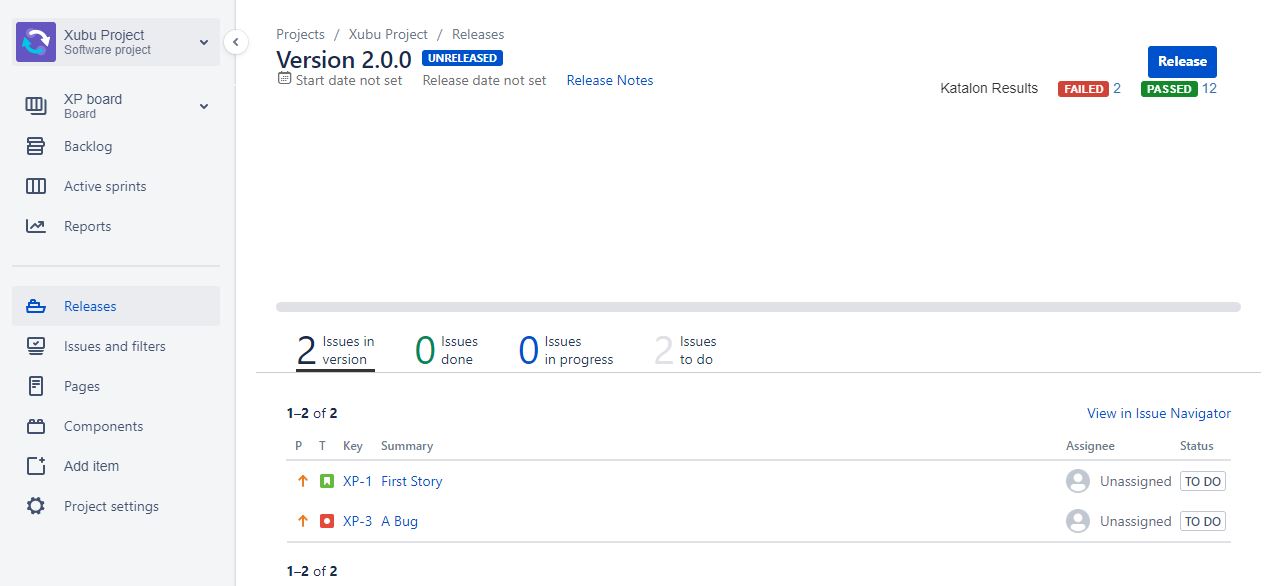 Xubu Project
Software project
XP board
Board
Backlog
Active sprints
Reports
Releases
Issues and filters
Pages
Components
Add item
Project settings
Projects / Xubu Project / Releases
Version 2.0.0 UNRELEASED
Release
Start date not set Release date not set Release Notes
Katalon Results FAILED 2 PASSED 12
2 Issues in version
0 Issues done
0 Issues in progress
2 Issues to do
1–2 of 2
View in Issue Navigator
P T Key Summary Assignee Status
XP-1 First Story Unassigned TO DO
XP-3 A Bug Unassigned TO DO
1–2 of 2